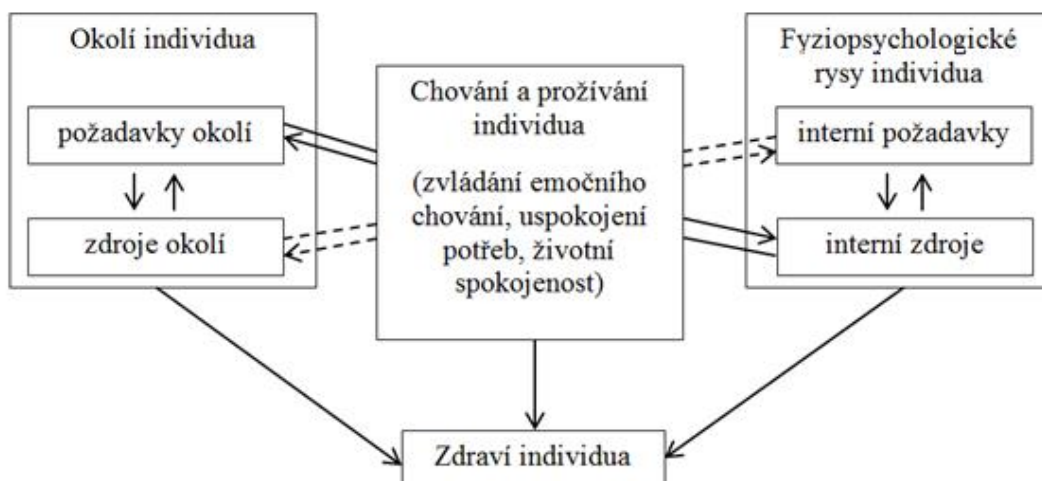 Okolí individua
požadavky okolí
zdroje okolí
Chování a prožívání
individua
(zvládání emočního
chování, uspokojení
potřeb, životní
spokojenost)
Fyziopsychologické
rysy individua
interní požadavky
interní zdroje
Zdraví individua